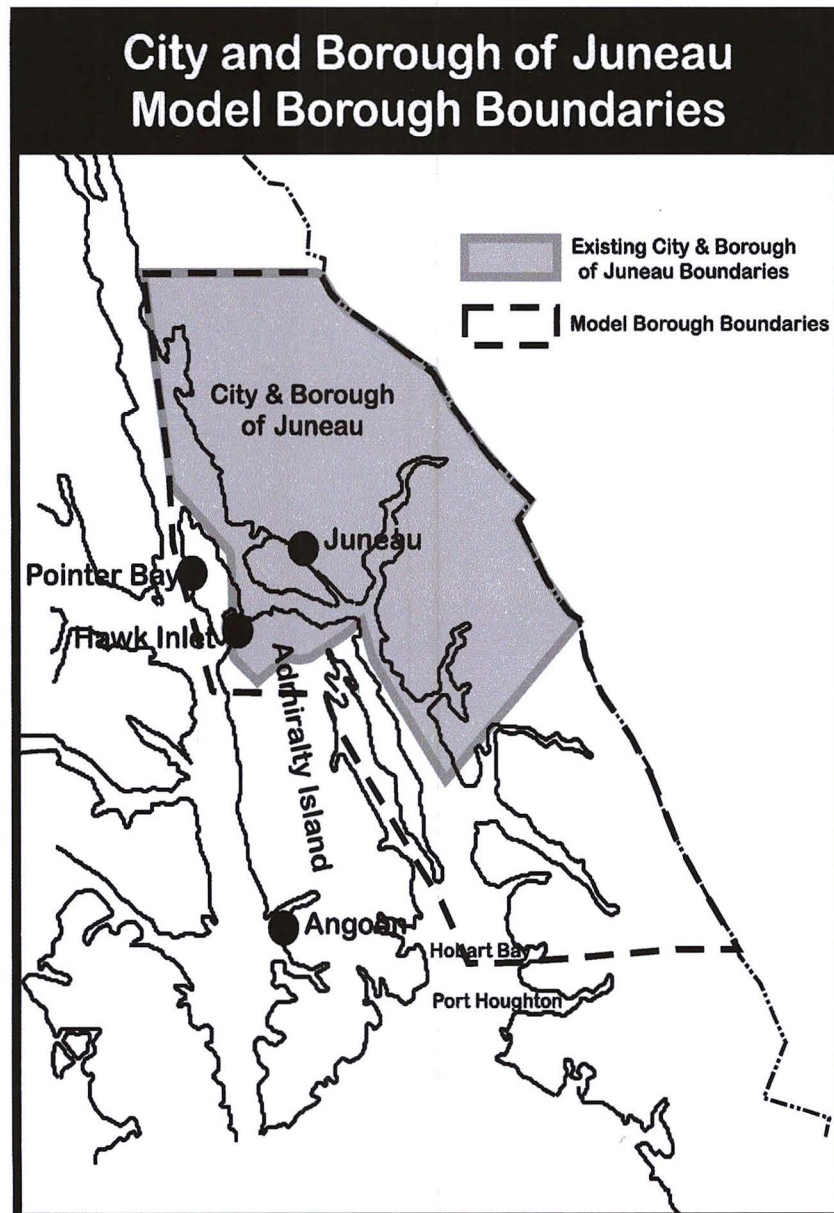 City and Borough of Juneau
Model Borough Boundaries
Existing City & Borough
of Juneau Boundaries
Model Borough Boundaries
City & Borough
of Juneau
Juneau
Pointer Bay
Hawk Inlet
Admiralty Island
Angoan
Hobart Bay
Port Houghton